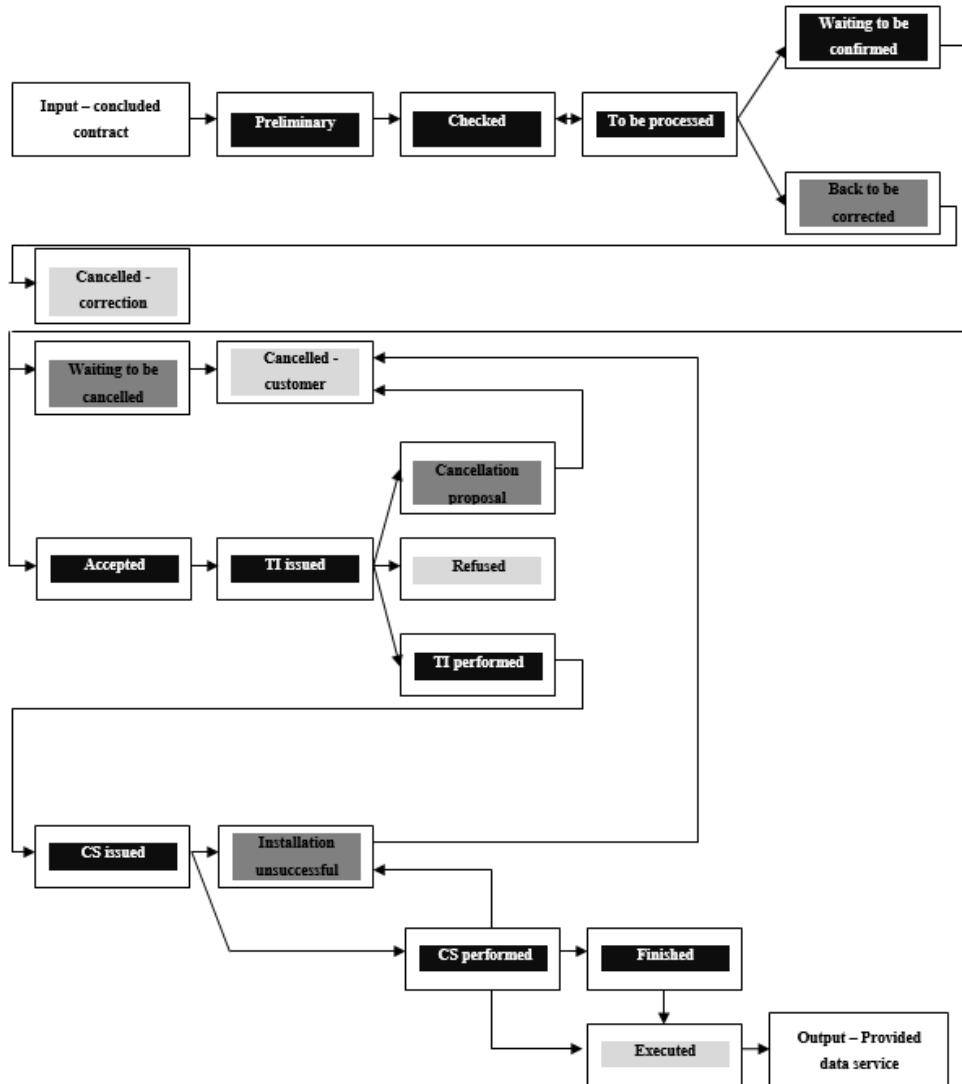 Waiting to be
confirmed
Input – concluded
contract
Preliminary
Checked
To be processed
Back to be
corrected
Cancelled -
correction
Waiting to be
cancelled
Cancelled -
customer
Cancellation
proposal
Accepted
TI issued
Refused
TI performed
CS issued
Installation
unsuccessful
CS performed
Finished
Executed
Output – Provided
data service